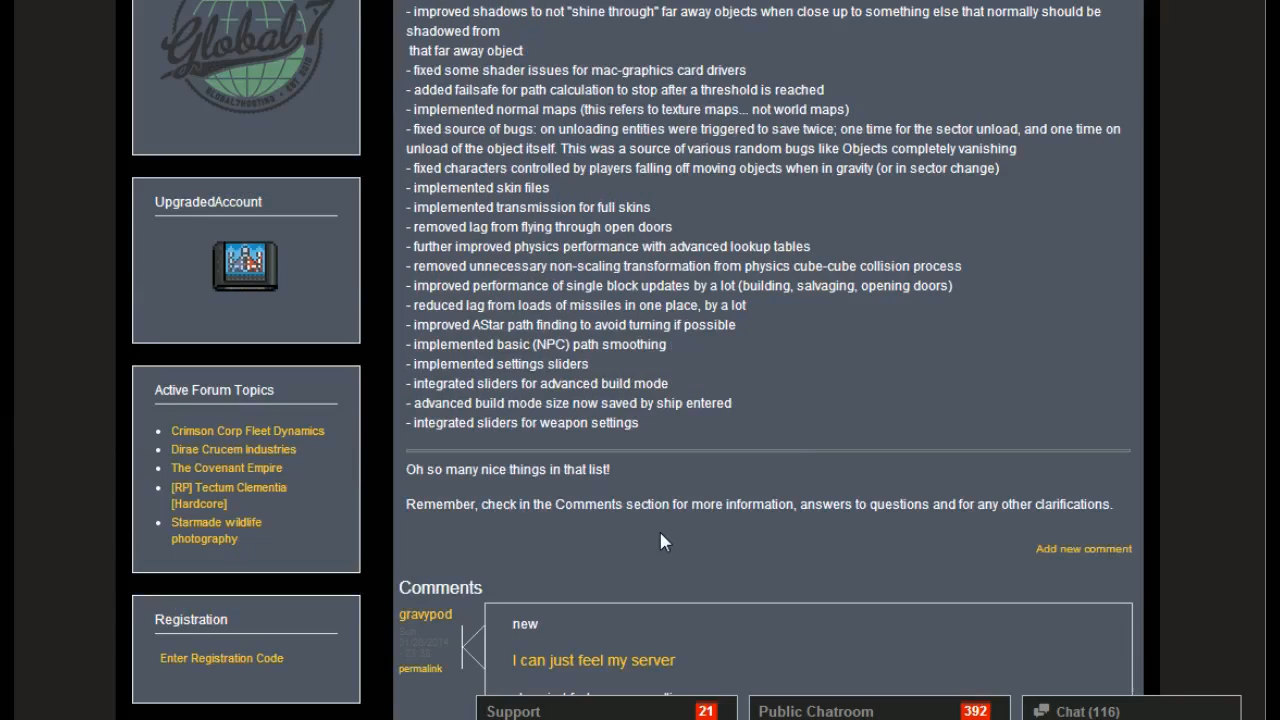 Global7
GLOBAL7HOSTING
UpgradedAccount
Active Forum Topics
Crimson Corp Fleet Dynamics
Dirae Crucem Industries
The Covenant Empire
[RP] Tectum Clementia
[Hardcore]
Starmade wildlife
photography
Registration
Enter Registration Code
- improved shadows to not "shine through" far away objects when close up to something else that normally should be
shadowed from
that far away object
- fixed some shader issues for mac-graphics card drivers
- added failsafe for path calculation to stop after a threshold is reached
- implemented normal maps (this refers to texture maps... not world maps)
- fixed source of bugs: on unloading entities were triggered to save twice; one time for the sector unload, and one time on
unload of the object itself. This was a source of various random bugs like Objects completely vanishing
- fixed characters controlled by players falling off moving objects when in gravity (or in sector change)
- implemented skin files
- implemented transmission for full skins
- removed lag from flying through open doors
- further improved physics performance with advanced lookup tables
- removed unnecessary non-scaling transformation from physics cube-cube collision process
- improved performance of single block updates by a lot (building, salvaging, opening doors)
- reduced lag from loads of missiles in one place, by a lot
- improved AStar path finding to avoid turning if possible
- implemented basic (NPC) path smoothing
- implemented settings sliders
- integrated sliders for advanced build mode
- advanced build mode size now saved by ship entered
- integrated sliders for weapon settings
Oh so many nice things in that list!
Remember, check in the Comments section for more information, answers to questions and for any other clarifications.
Add new comment
Comments
gravypod
permalink
new
I can just feel my server
Support 21
Public Chatroom 392
Chat (116)